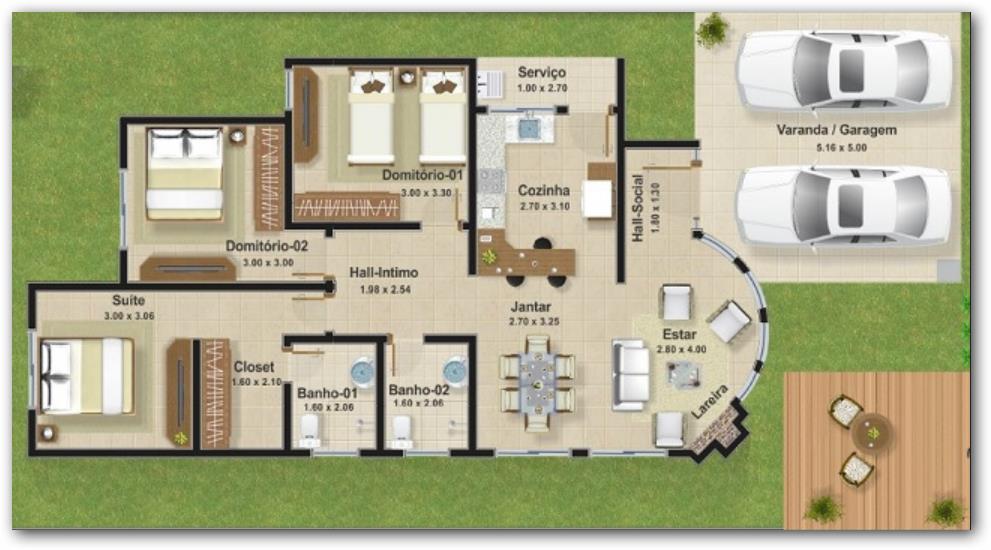 Serviço
1.00 x 2.70
Varanda / Garagem
5.16 x 5.00
Domitório-01
3.00 x 3.30
Cozinha
2.70 x 3.10
Hall-Social
1.80 x 1.30
Domitório-02
3.00 x 3.00
Hall-Intimo
1.98 x 2.54
Suíte
3.00 x 3.06
Jantar
2.70 x 3.25
Estar
2.80 x 4.00
Closet
1.60 x 2.10
Banho-01
1.60 x 2.06
Banho-02
1.60 x 2.06
Lareira